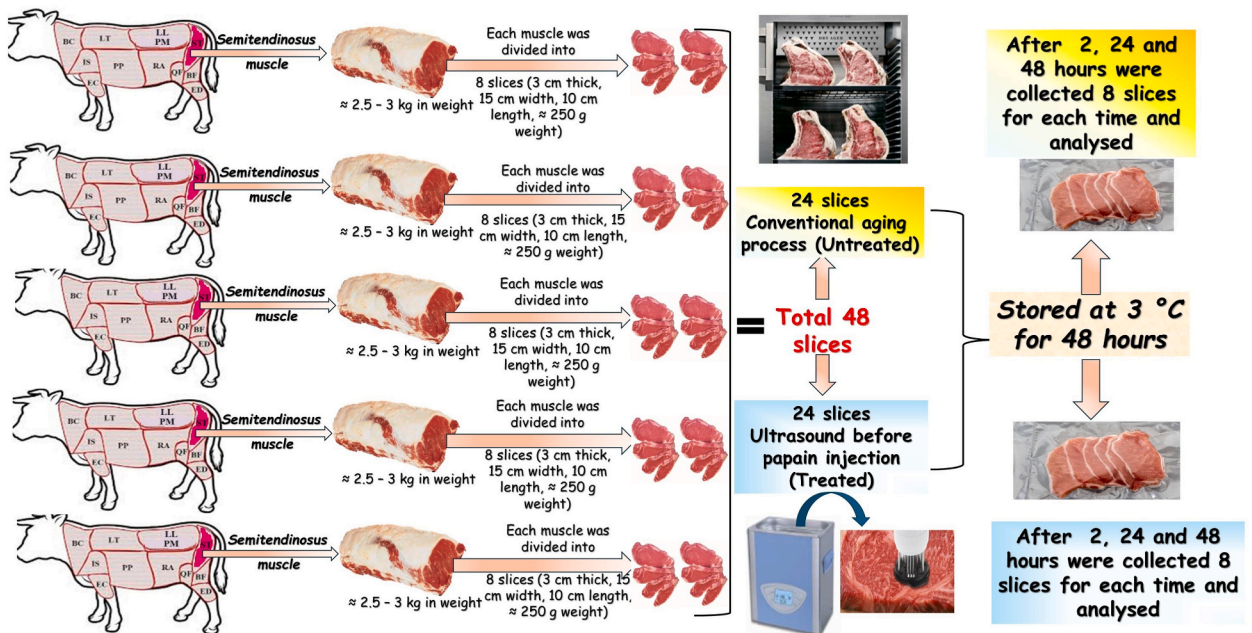 BC
LT
LL
PM
ST
IS
PP
RA
QF
BF
EC
ED
Semitendinosus
muscle
≈ 2.5 – 3 kg in weight
Each muscle was
divided into
8 slices (3 cm thick,
15 cm width, 10 cm
length, ≈ 250 g
weight)
BC
LT
LL
PM
ST
IS
PP
RA
QF
BF
EC
ED
Semitendinosus
muscle
≈ 2.5 – 3 kg in weight
Each muscle was
divided into
8 slices (3 cm thick, 15
cm width, 10 cm length,
≈ 250 g weight)
BC
LT
LL
PM
ST
IS
PP
RA
QF
BF
EC
ED
Semitendinosus
muscle
≈ 2.5 – 3 kg in weight
Each muscle was
divided into
8 slices (3 cm thick,
15 cm width, 10 cm
length, ≈ 250 g
weight)
BC
LT
LL
PM
ST
IS
PP
RA
QF
BF
EC
ED
Semitendinosus
muscle
≈ 2.5 – 3 kg in weight
Each muscle was
divided into
8 slices (3 cm thick,
15 cm width, 10 cm
length, ≈ 250 g
weight)
BC
LT
LL
PM
ST
IS
PP
RA
QF
BF
EC
ED
Semitendinosus
muscle
≈ 2.5 – 3 kg in weight
Each muscle was
divided into
8 slices (3 cm thick, 15
cm width, 10 cm length,
≈ 250 g weight)
= Total 48
slices
24 slices
Conventional aging
process (Untreated)
24 slices
Ultrasound before
papain injection
(Treated)
After 2, 24 and
48 hours were
collected 8 slices
for each time and
analysed
Stored at 3 °C
for 48 hours
After 2, 24 and 48
hours were collected 8
slices for each time and
analysed